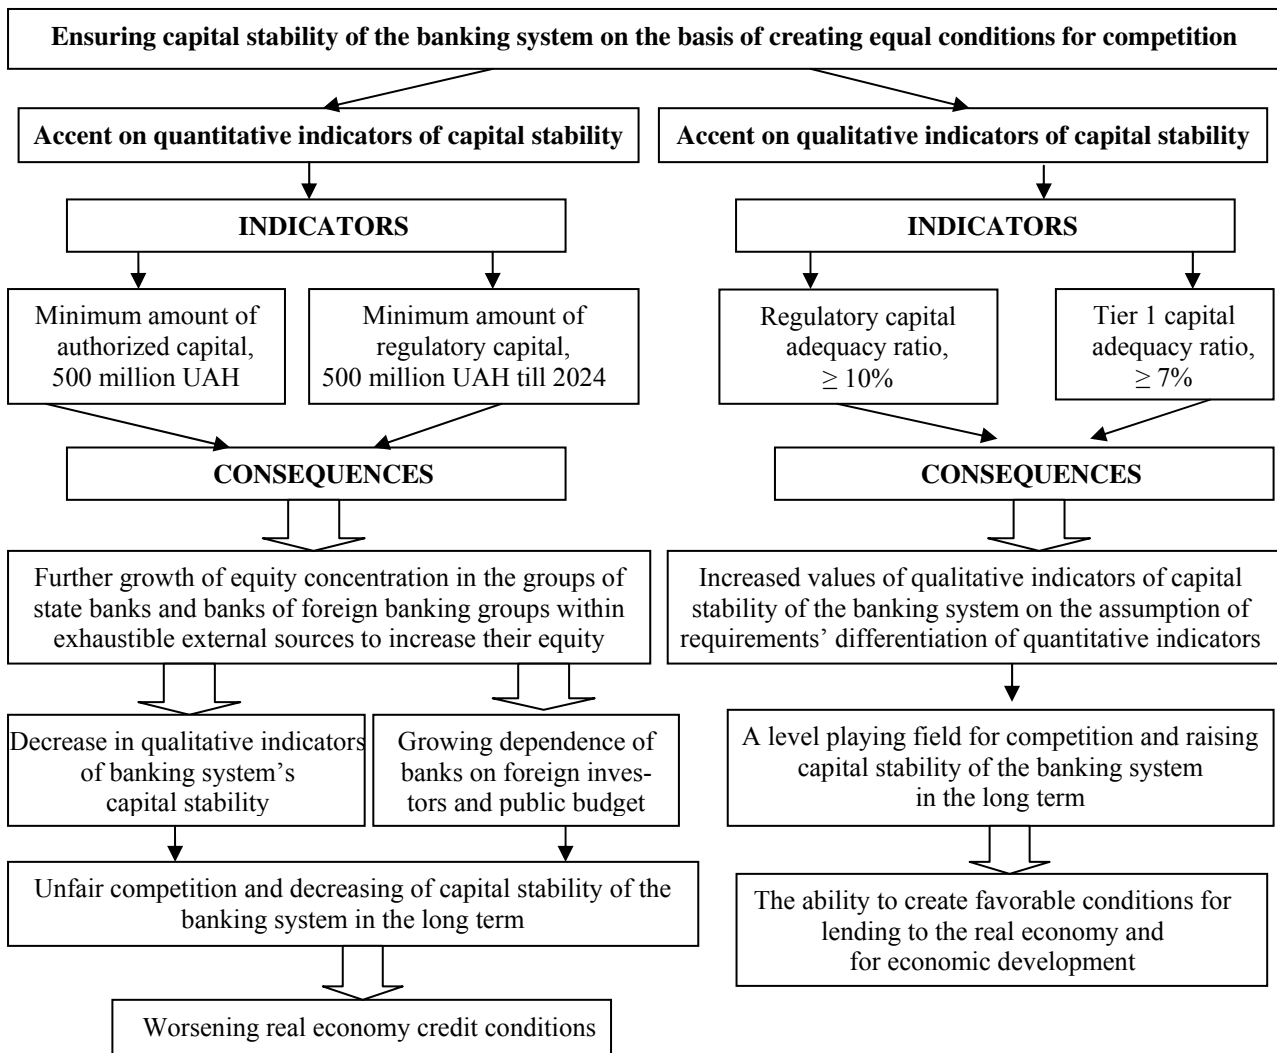 Ensuring capital stability of the banking system on the basis of creating equal conditions for competition
Accent on quantitative indicators of capital stability
Accent on qualitative indicators of capital stability
INDICATORS
INDICATORS
Minimum amount of
authorized capital,
500 million UAH
Minimum amount of
regulatory capital,
500 million UAH till 2024
Regulatory capital
adequacy ratio,
≥ 10%
Tier 1 capital
adequacy ratio,
≥ 7%
CONSEQUENCES
CONSEQUENCES
Further growth of equity concentration in the groups of
state banks and banks of foreign banking groups within
exhaustible external sources to increase their equity
Increased values of qualitative indicators of capital
stability of the banking system on the assumption of
requirements’ differentiation of quantitative indicators
Decrease in qualitative indicators
of banking system’s
capital stability
Growing dependence of
banks on foreign inves-
tors and public budget
A level playing field for competition and raising
capital stability of the banking system
in the long term
Unfair competition and decreasing of capital stability of the
banking system in the long term
The ability to create favorable conditions for
lending to the real economy and
for economic development
Worsening real economy credit conditions